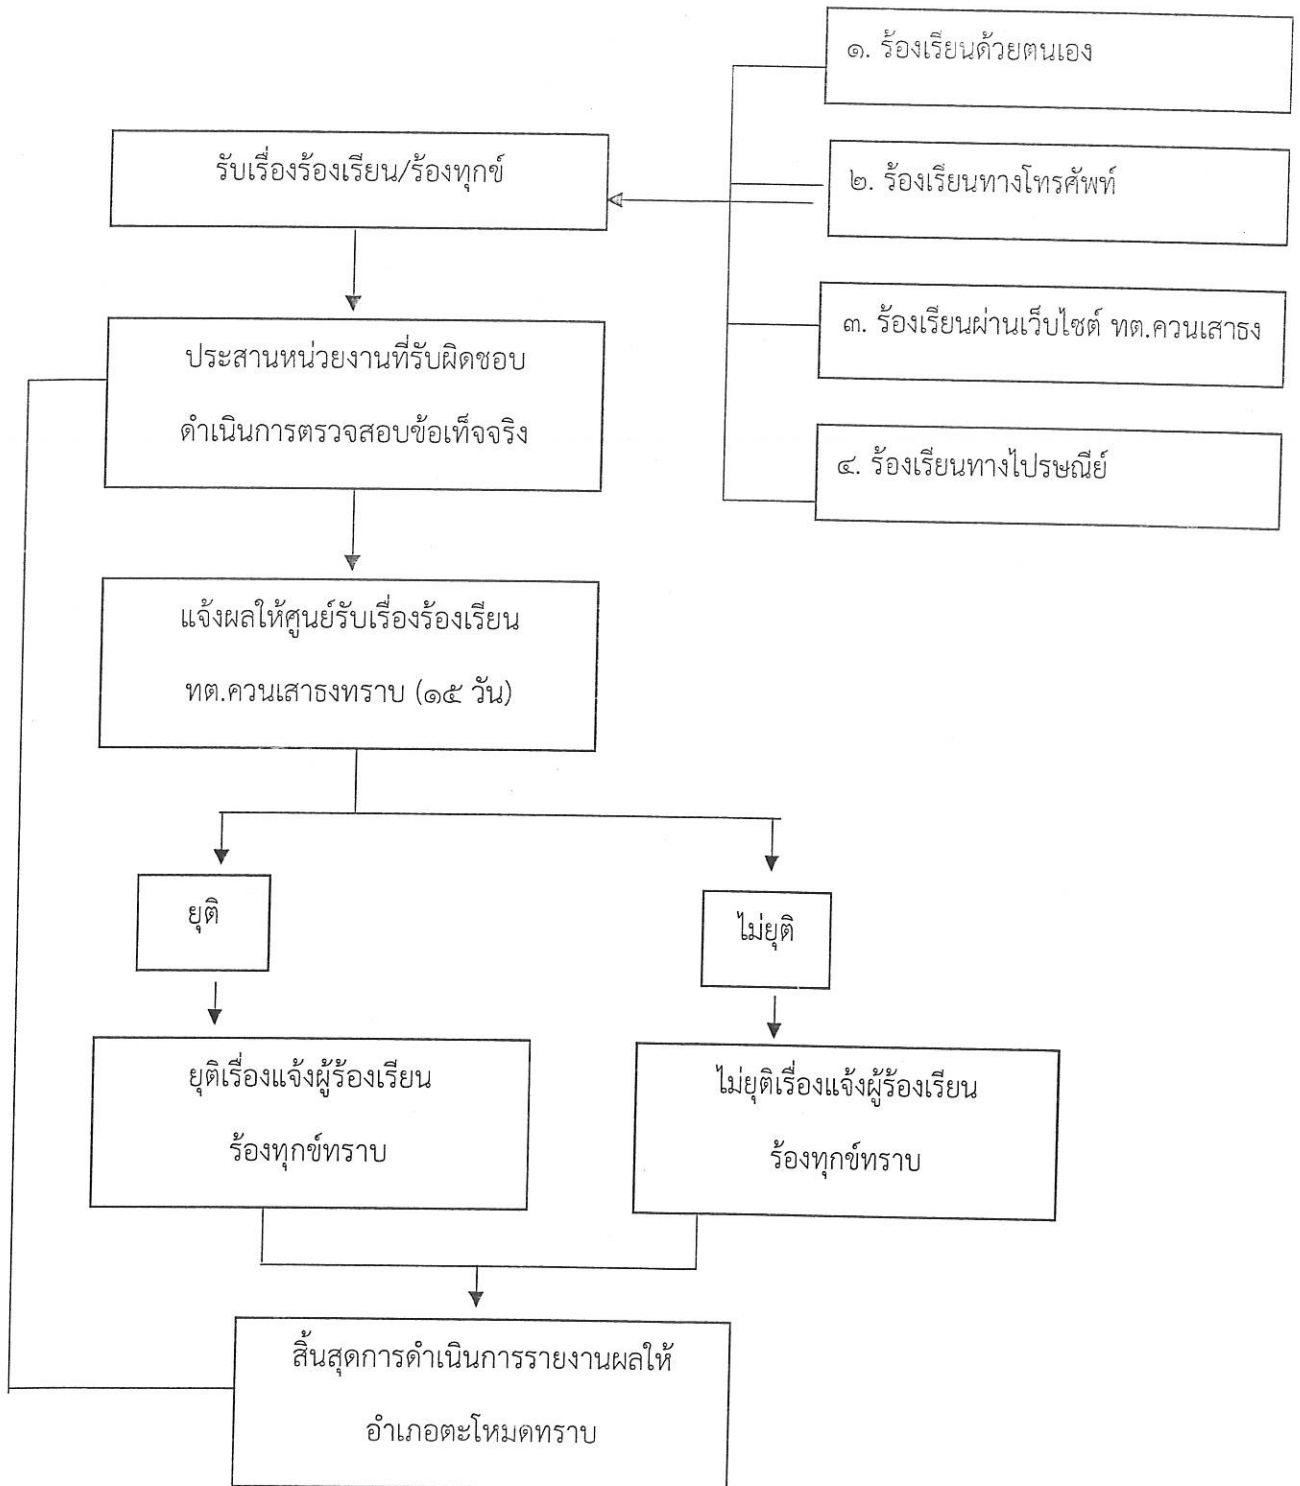 ๑. ร้องเรียนด้วยตนเอง
รับเรื่องร้องเรียน/ร้องทุกข์
๒. ร้องเรียนทางโทรศัพท์
๓. ร้องเรียนผ่านเว็บไซต์ ทต.ควนเสาธง
ประสานหน่วยงานที่รับผิดชอบ
ดำเนินการตรวจสอบข้อเท็จจริง
๔. ร้องเรียนทางไปรษณีย์
แจ้งผลให้ศูนย์รับเรื่องร้องเรียน
ทต.ควนเสาธงทราบ (๑๕ วัน)
ยุติ
ไม่ยุติ
ยุติเรื่องแจ้งผู้ร้องเรียน
ร้องทุกข์ทราบ
ไม่ยุติเรื่องแจ้งผู้ร้องเรียน
ร้องทุกข์ทราบ
สิ้นสุดการดำเนินการรายงานผลให้
อำเภอตะโหมดทราบ